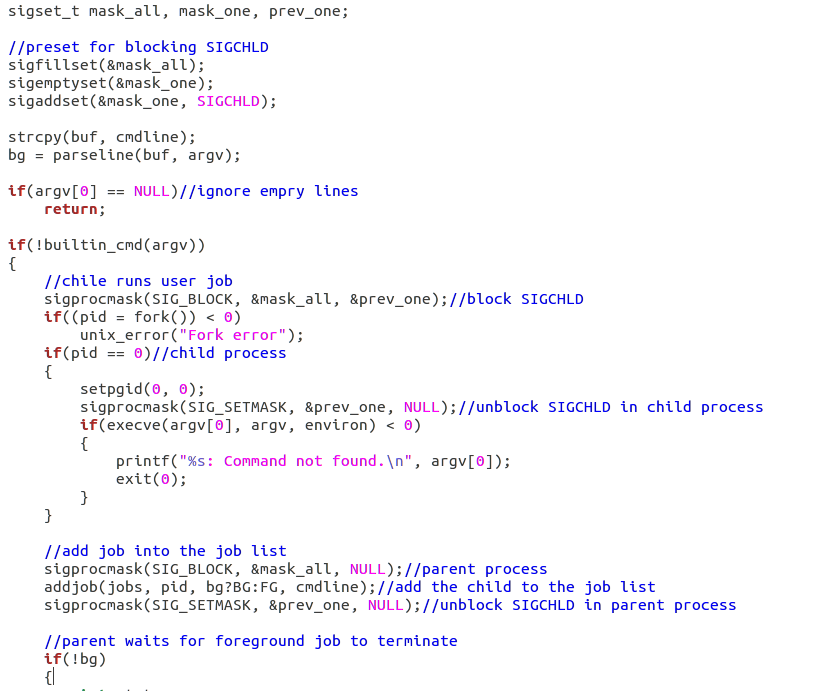 sigset_t mask_all, mask_one, prev_one;
//preset for blocking SIGCHLD
sigfillset(&mask_all);
sigemptyset(&mask_one);
sigaddset(&mask_one, SIGCHLD);
strcpy(buf, cmdline);
bg = parseline(buf, argv);
if(argv[0] == NULL)//ignore empry lines
    return;
if(!builtin_cmd(argv))
{
    //chile runs user job
    sigprocmask(SIG_BLOCK, &mask_all, &prev_one);//block SIGCHLD
    if((pid = fork()) < 0)
        unix_error("Fork error");
    if(pid == 0)//child process
    {
        setpgid(0, 0);
        sigprocmask(SIG_SETMASK, &prev_one, NULL);//unblock SIGCHLD in child process
        if(execve(argv[0], argv, environ) < 0)
        {
            printf("%s: Command not found.\n", argv[0]);
            exit(0);
        }
    }
    //add job into the job list
    sigprocmask(SIG_BLOCK, &mask_all, NULL);//parent process
    addjob(jobs, pid, bg?BG:FG, cmdline);//add the child to the job list
    sigprocmask(SIG_SETMASK, &prev_one, NULL);//unblock SIGCHLD in parent process
    //parent waits for foreground job to terminate
    if(!bg)
    {